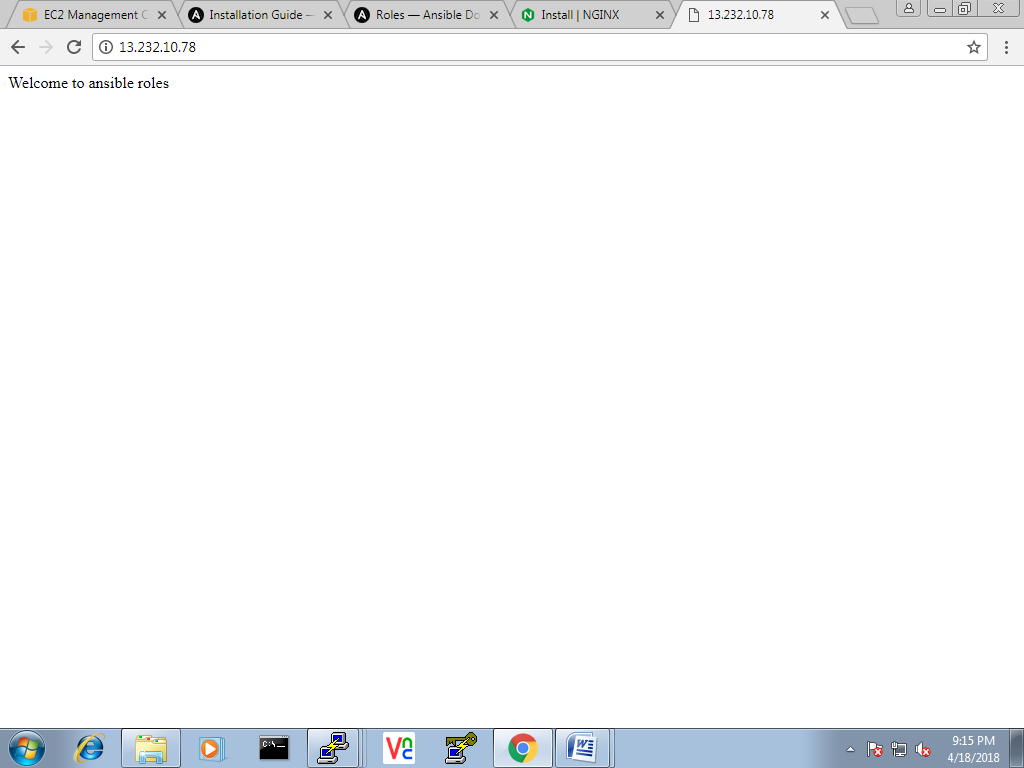 EC2 Management C
Installation Guide —
Roles — Ansible Do
Install | NGINX
13.232.10.78
13.232.10.78
Welcome to ansible roles
9:15 PM
4/18/2018